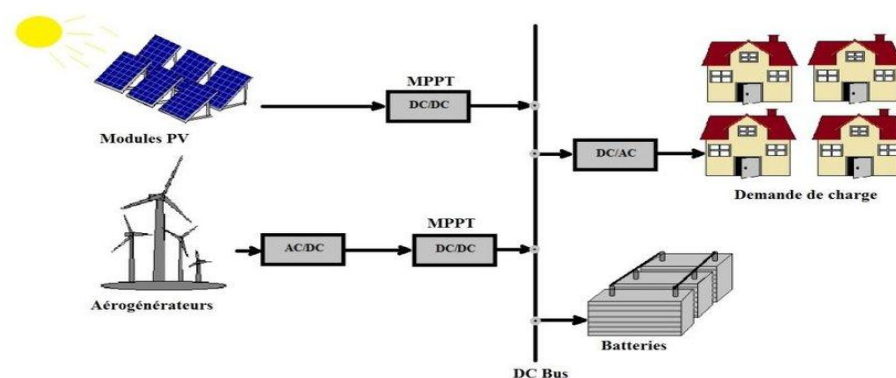 MPPT
DC/DC
Modules PV
DC/AC
Demande de charge
MPPT
AC/DC
DC/DC
Aérogénérateurs
Batteries
DC Bus